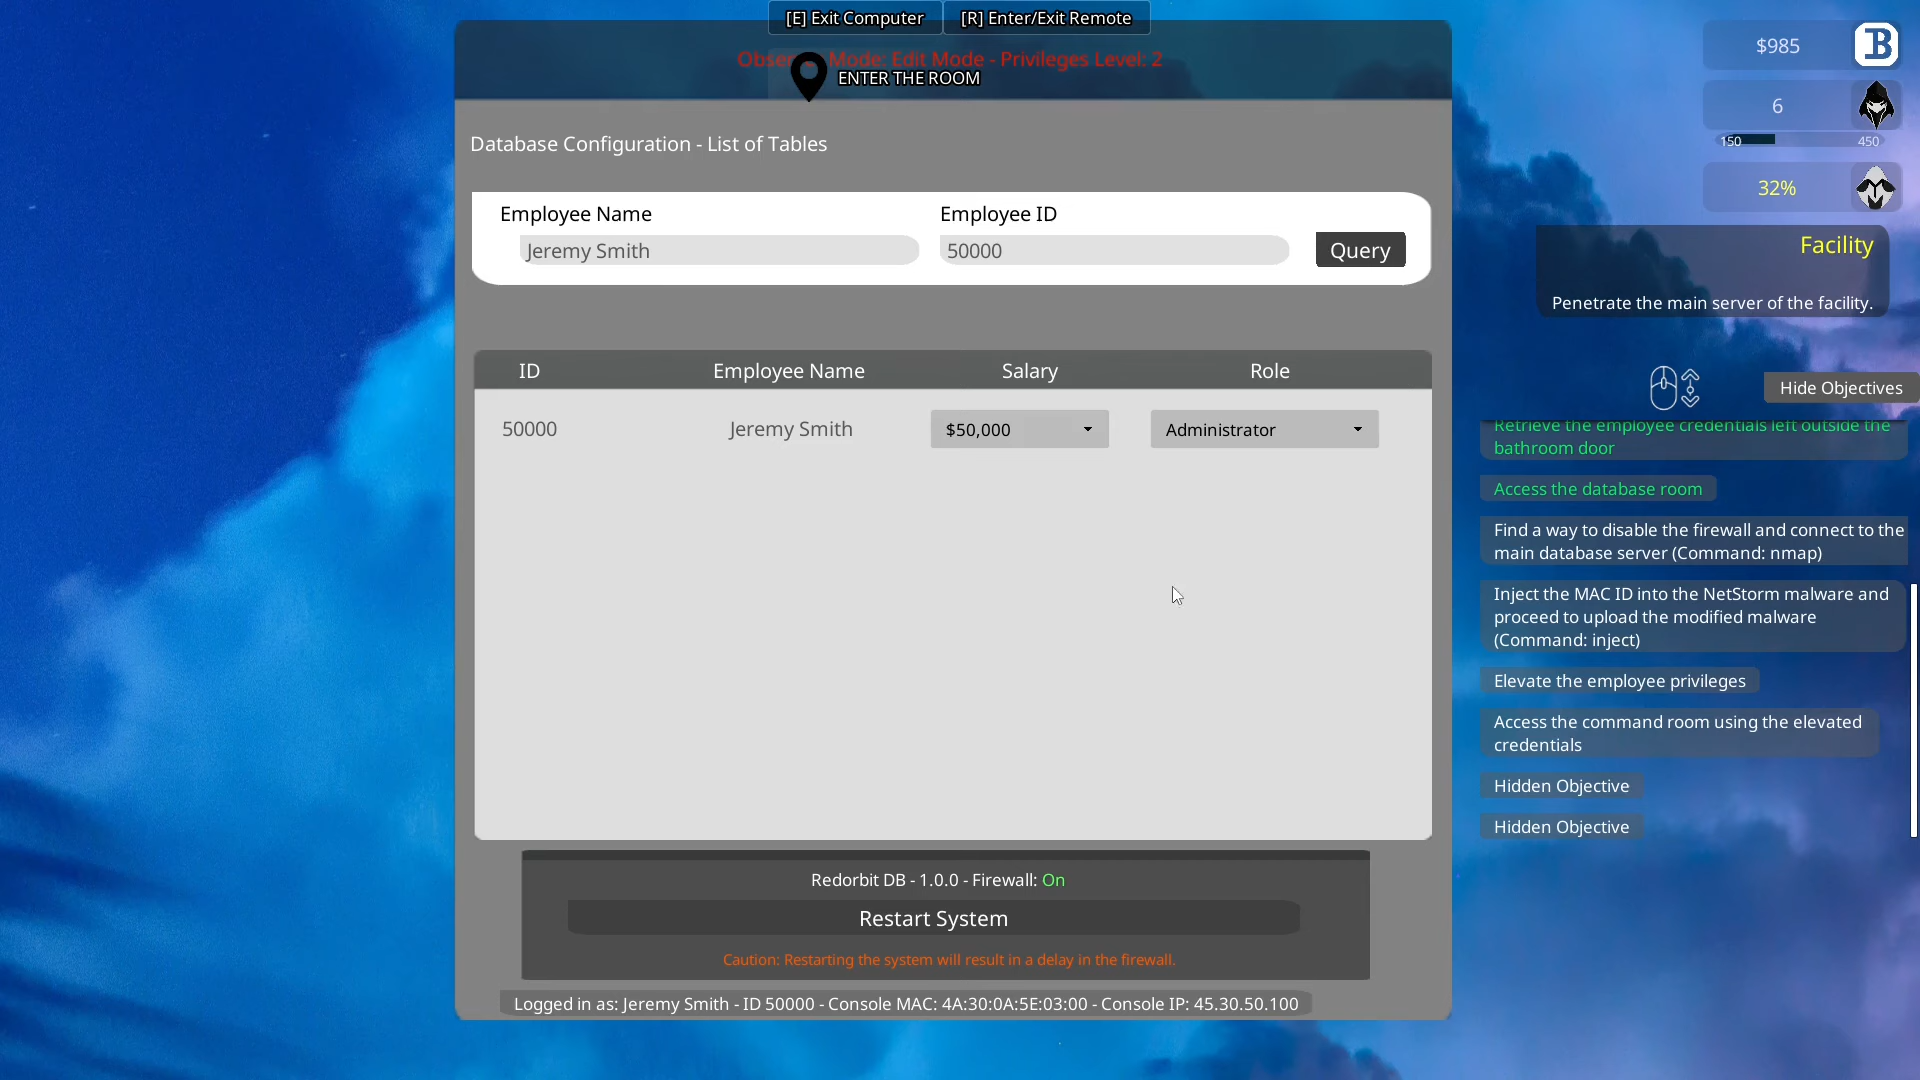 [E] Exit Computer
[R] Enter/Exit Remote
Mode: Edit Mode - Privileges Level: 2
ENTER THE ROOM
Database Configuration - List of Tables
Employee Name
Employee ID
Jeremy Smith
50000
Query
ID
Employee Name
Salary
Role
50000
Jeremy Smith
$50,000
Administrator
Redorbit DB - 1.0.0 - Firewall: On
Restart System
Caution: Restarting the system will result in a delay in the firewall.
Logged in as: Jeremy Smith - ID 50000 - Console MAC: 4A:30:0A:5E:03:00 - Console IP: 45.30.50.100
$985
B
6
150
450
32%
Facility
Penetrate the main server of the facility.
Hide Objectives
Retrieve the employee credentials left outside the
bathroom door
Access the database room
Find a way to disable the firewall and connect to the
main database server (Command: nmap)
Inject the MAC ID into the NetStorm malware and
proceed to upload the modified malware
(Command: inject)
Elevate the employee privileges
Access the command room using the elevated
credentials
Hidden Objective
Hidden Objective